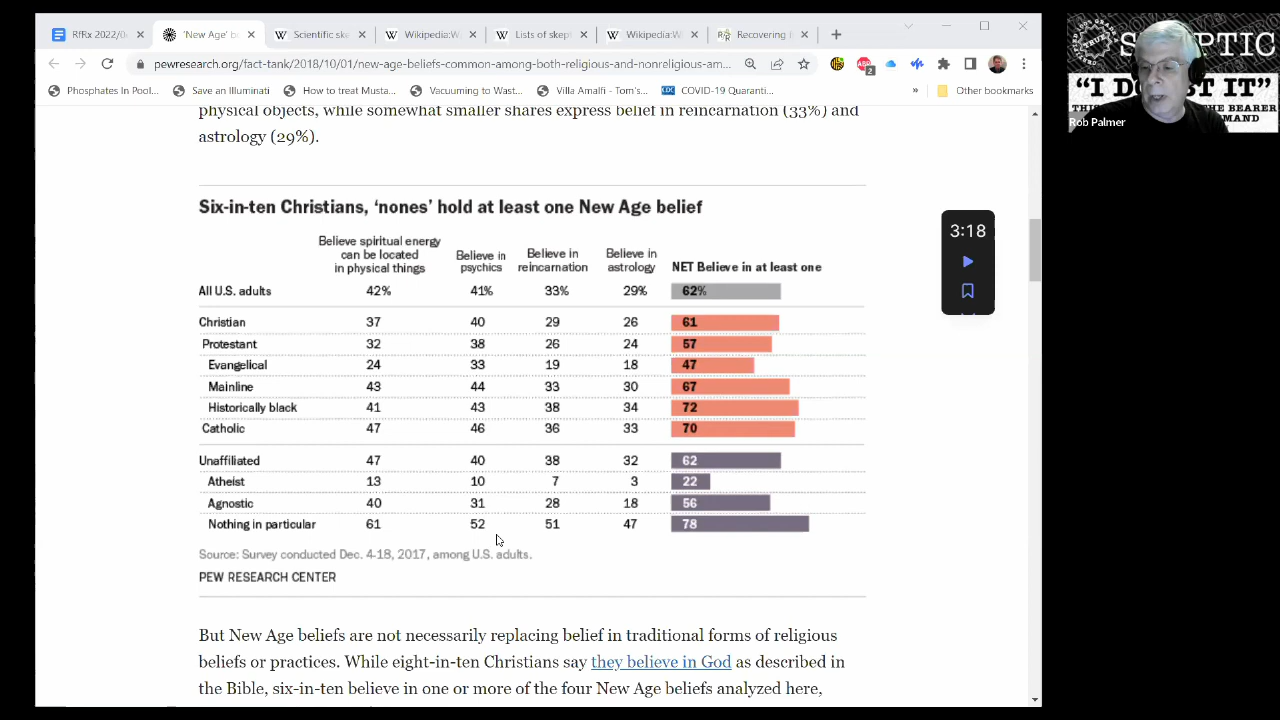 RfRx 2022/0
'New Age' b
Scientific ske
Wikipedia:W
Lists of skep
Wikipedia:W
Recovering f
pewresearch.org/fact-tank/2018/10/01/new-age-beliefs-common-among-both-religious-and-nonreligious-am...
2
Phosphates In Pool...
Save an Illuminati
How to treat Musta...
Vacuuming to Wast...
Villa Amalfi - Tom's...
COVID-19 Quaranti...
»
Other bookmarks
physical objects, while somewhat smaller shares express belief in reincarnation (33%) and
astrology (29%).
Six-in-ten Christians, 'nones' hold at least one New Age belief
Believe spiritual energy
can be located
in physical things
Believe in
psychics
Believe in
reincarnation
Believe in
astrology
NET Believe in at least one
All U.S. adults 42% 41% 33% 29% 62%
Christian 37 40 29 26 61
Protestant 32 38 26 24 57
Evangelical 24 33 19 18 47
Mainline 43 44 33 30 67
Historically black 41 43 38 34 72
Catholic 47 46 36 33 70
Unaffiliated 47 40 38 32 62
Atheist 13 10 7 3 22
Agnostic 40 31 28 18 56
Nothing in particular 61 52 51 47 78
Source: Survey conducted Dec. 4-18, 2017, among U.S. adults.
PEW RESEARCH CENTER
But New Age beliefs are not necessarily replacing belief in traditional forms of religious
beliefs or practices. While eight-in-ten Christians say they believe in God as described in
the Bible, six-in-ten believe in one or more of the four New Age beliefs analyzed here,
3:18
TRUE
"I DO BT IT"
THE BEARER
Rob Palmer